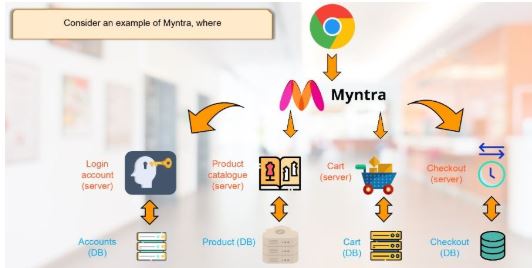 Consider an example of Myntra, where
Myntra
Login
account
(server)
Product
catalogue
(server)
Cart
(server)
Checkout
(server)
Accounts
(DB)
Product (DB)
Cart
(DB)
Checkout
(DB)